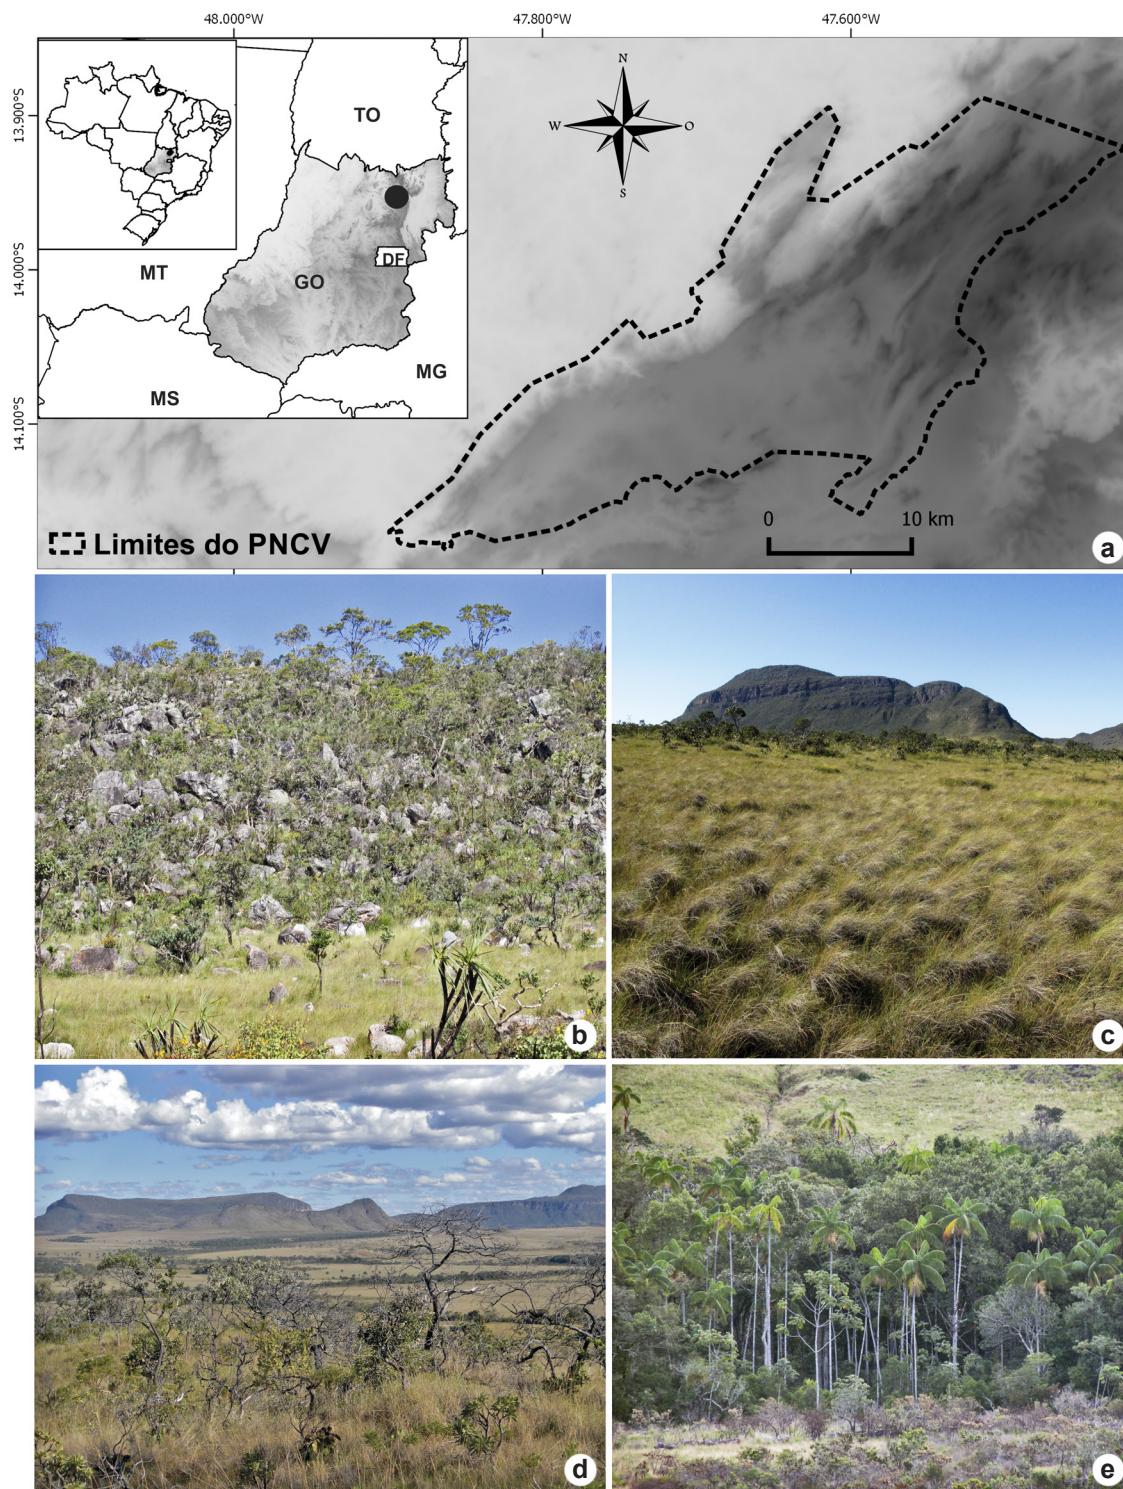 48.000°W 47.800°W 47.600°W
13.900°S
14.000°S
14.100°S
TO
DF
GO
MT
MG
MS
N
W O
S
0 10 km
Limites do PNCV
a
b
c
d
e